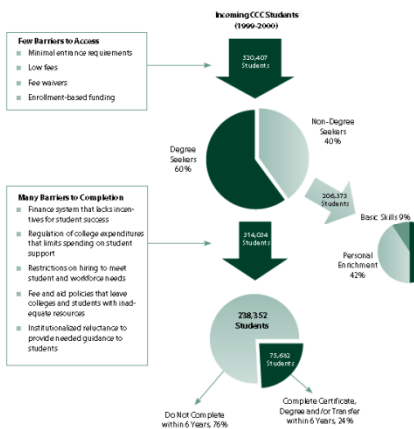 Incoming CCC Students
(1999-2000)
Few Barriers to Access
Minimal entrance requirements
Low fees
Fee waivers
Enrollment-based funding
520,407
Students
Non-Degree
Seekers
40%
Degree
Seekers
60%
206,373
Students
Basic Skills 9%
Personal
Enrichment
42%
Many Barriers to Completion
Finance system that lacks incen-
tives for student success
Regulation of college expenditures
that limits spending on student
support
Restrictions on hiring to meet
student and workforce needs
Fee and aid policies that leave
colleges and students with inad-
equate resources
Institutionalized reluctance to
provide needed guidance to
students
314,034
Students
238,352
Students
75,682
Students
Do Not Complete
within 6 Years, 76%
Complete Certificate,
Degree and/or Transfer
within 6 Years, 24%